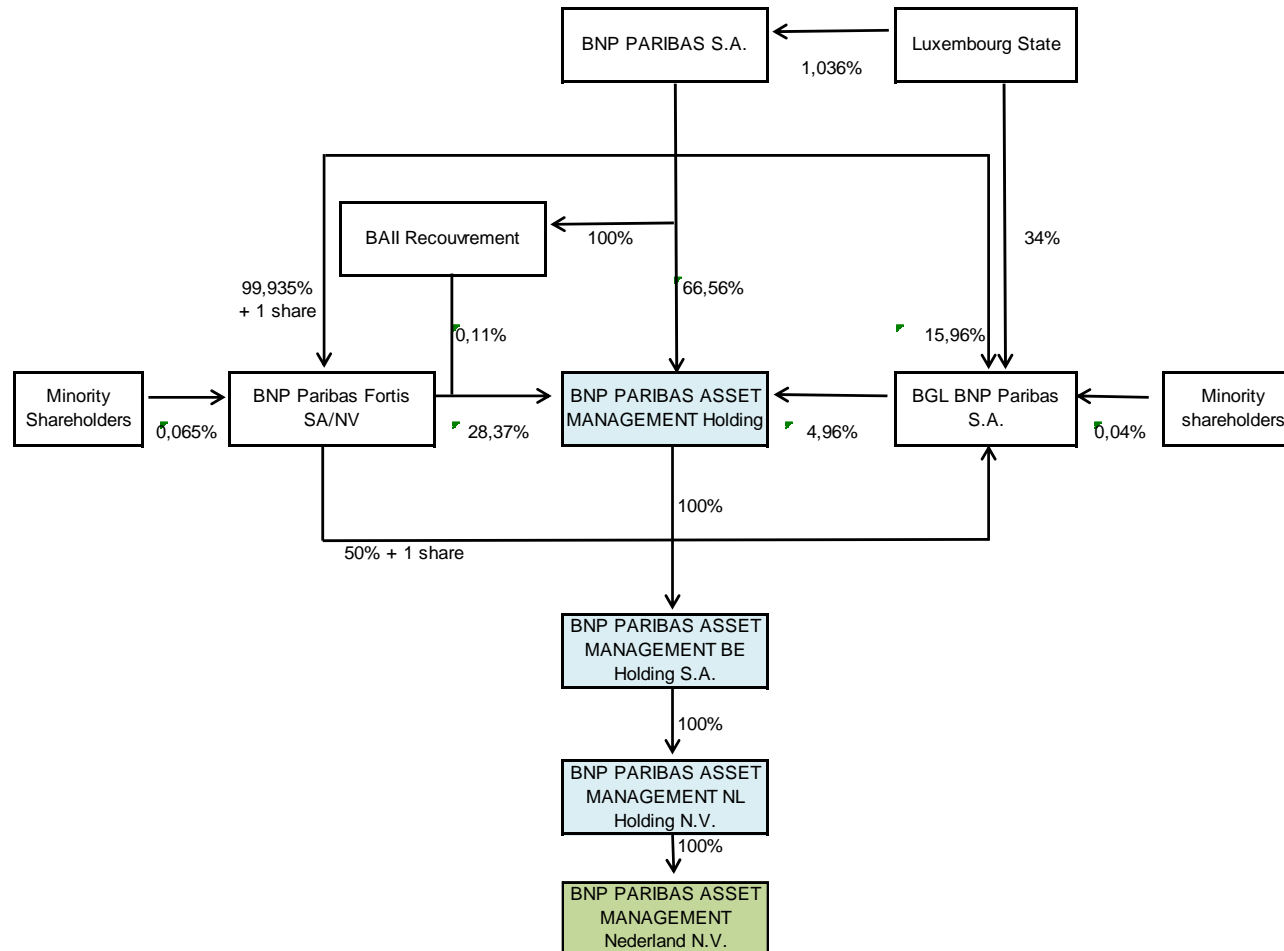 BNP PARIBAS S.A.
Luxembourg State
1,036%
BAII Recouvrement
100%
34%
99,935%
+ 1 share
66,56%
0,11%
15,96%
Minority
Shareholders
0,065%
BNP Paribas Fortis
SA/NV
28,37%
BNP PARIBAS ASSET
MANAGEMENT Holding
4,96%
BGL BNP Paribas
S.A.
0,04%
Minority
shareholders
100%
50% + 1 share
BNP PARIBAS ASSET
MANAGEMENT BE
Holding S.A.
100%
BNP PARIBAS ASSET
MANAGEMENT NL
Holding N.V.
100%
BNP PARIBAS ASSET
MANAGEMENT
Nederland N.V.